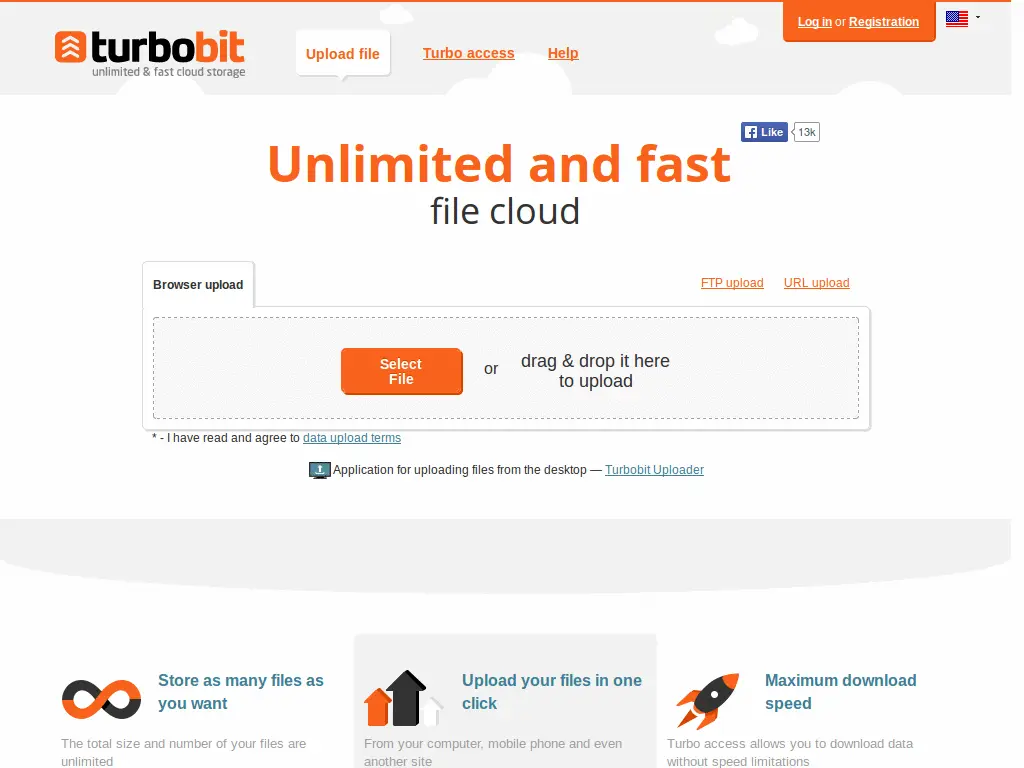 Log in or Registration
turbobit
unlimited & fast cloud storage
Upload file
Turbo access
Help
Like
13k
Unlimited and fast
file cloud
Browser upload
FTP upload
URL upload
Select
File
or
drag & drop it here
to upload
* - I have read and agree to data upload terms
Application for uploading files from the desktop — Turbobit Uploader
Store as many files as
you want
The total size and number of your files are
unlimited
Upload your files in one
click
From your computer, mobile phone and even
another site
Maximum download
speed
Turbo access allows you to download data
without speed limitations